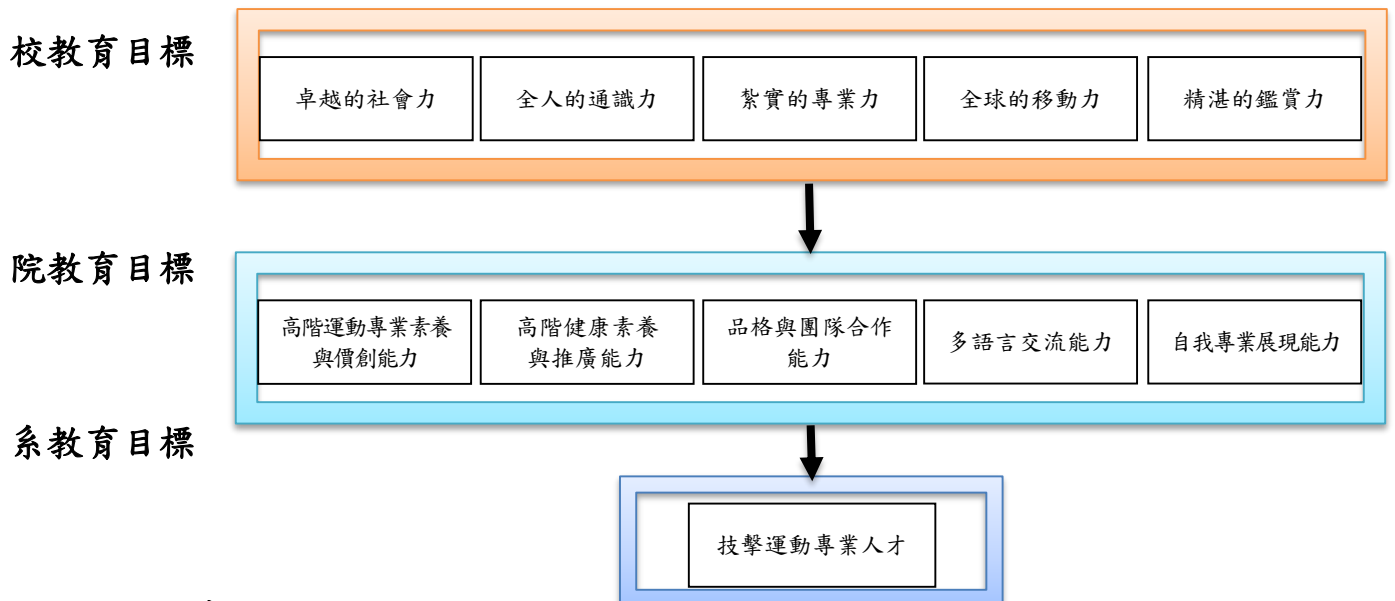 校教育目標
卓越的社會力
全人的通識力
紮實的專業力
全球的移動力
精湛的鑑賞力
院教育目標
高階運動專業素養
與價創能力
高階健康素養
與推廣能力
品格與團隊合作
能力
多語言交流能力
自我專業展現能力
系教育目標
技擊運動專業人才